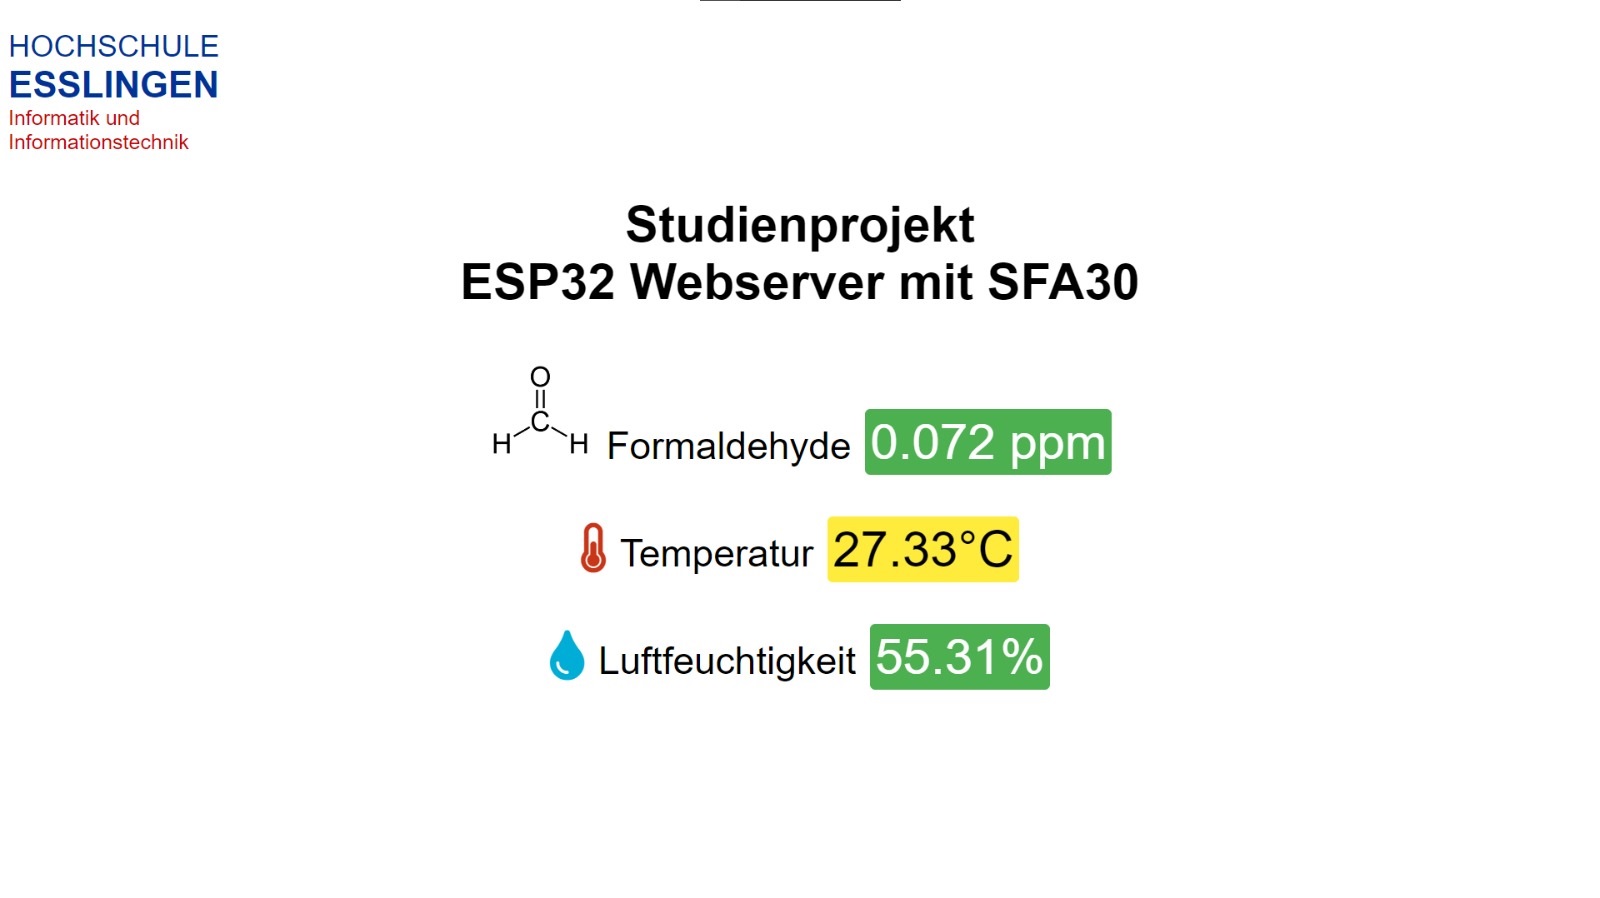 HOCHSCHULE
ESSLINGEN
Informatik und
Informationstechnik
Studienprojekt
ESP32 Webserver mit SFA30
O
C
H H
Formaldehyde 0.072 ppm
Temperatur 27.33°C
Luftfeuchtigkeit 55.31%